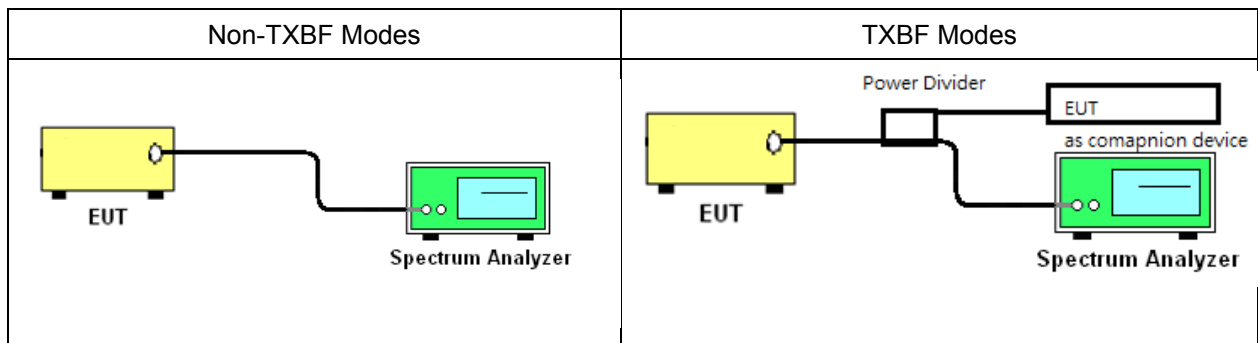 Non-TXBF Modes
TXBF Modes
EUT
Spectrum Analyzer
Power Divider
EUT
as comapnion device
EUT
Spectrum Analyzer